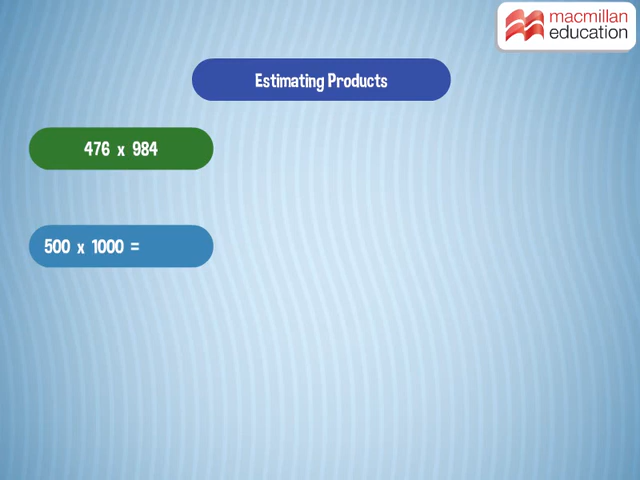 macmillan
education
Estimating Products
476 x 984
500 x 1000 =